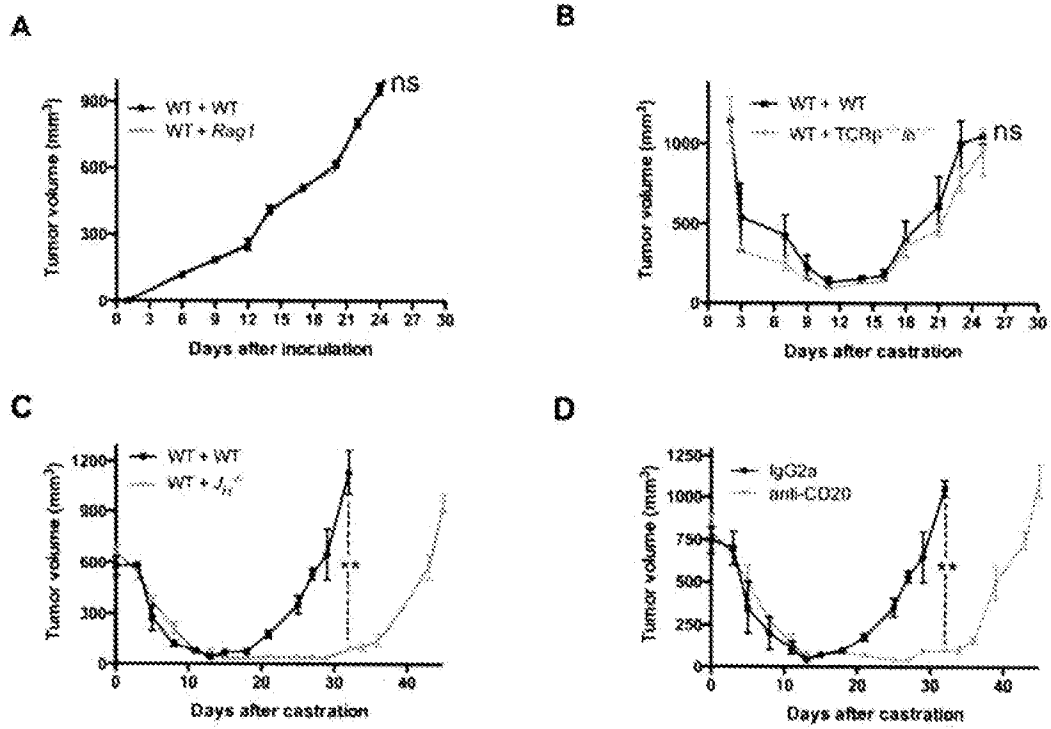 A
ns
WT + WT
WT + Rag1
900
600
300
0
0 3 6 9 12 15 18 21 24 27 30
Tumor volume (mm³)
Days after inoculation
B
WT + WT
ns
1000
500
0
0 3 6 9 12 15 18 21 24 27 30
Tumor volume (mm³)
Days after castration
C
WT + WT
WT + JH-/-
1200
900
600
300
0
**
0 10 20 30 40
Tumor volume (mm³)
Days after castration
D
IgG2a
anti-CD20
1250
1000
750
500
250
0
**
0 10 20 30 40
Tumor volume (mm³)
Days after castration